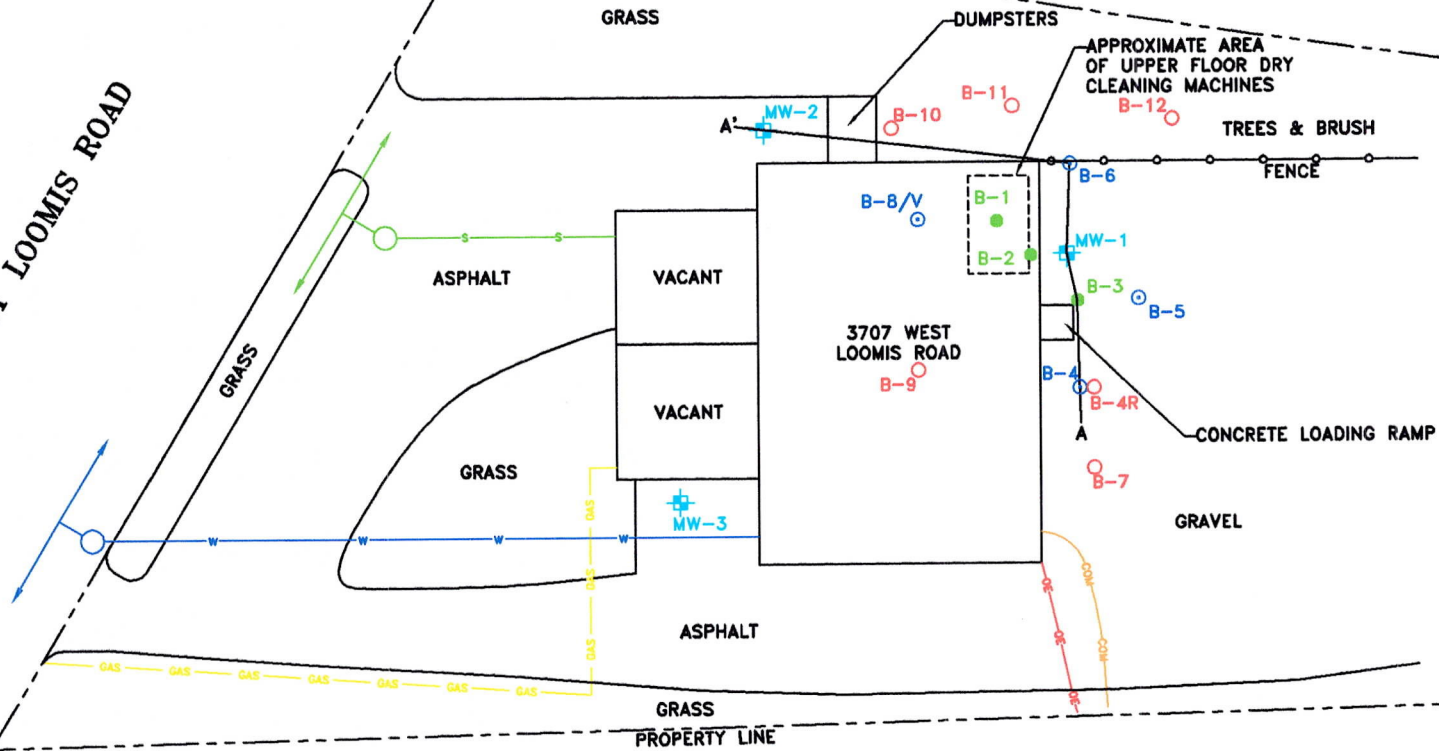 GRASS
DUMPSTERS
APPROXIMATE AREA
OF UPPER FLOOR DRY
CLEANING MACHINES
MW-2
A'
B-10
B-11
B-12
TREES & BRUSH
FENCE
B-6
B-8/V
B-1
B-2
MW-1
B-3
B-5
LOOMIS ROAD
S
S
ASPHALT
VACANT
3707 WEST
LOOMIS ROAD
B-9
B-4
B-4R
A
CONCRETE LOADING RAMP
GRASS
VACANT
GRASS
B-7
GRAVEL
MW-3
W
W
W
W
GAS
GAS
GAS
OE
OE
OE
COM
COM
ASPHALT
GAS
GAS
GAS
GAS
GAS
GAS
GAS
GRASS
PROPERTY LINE